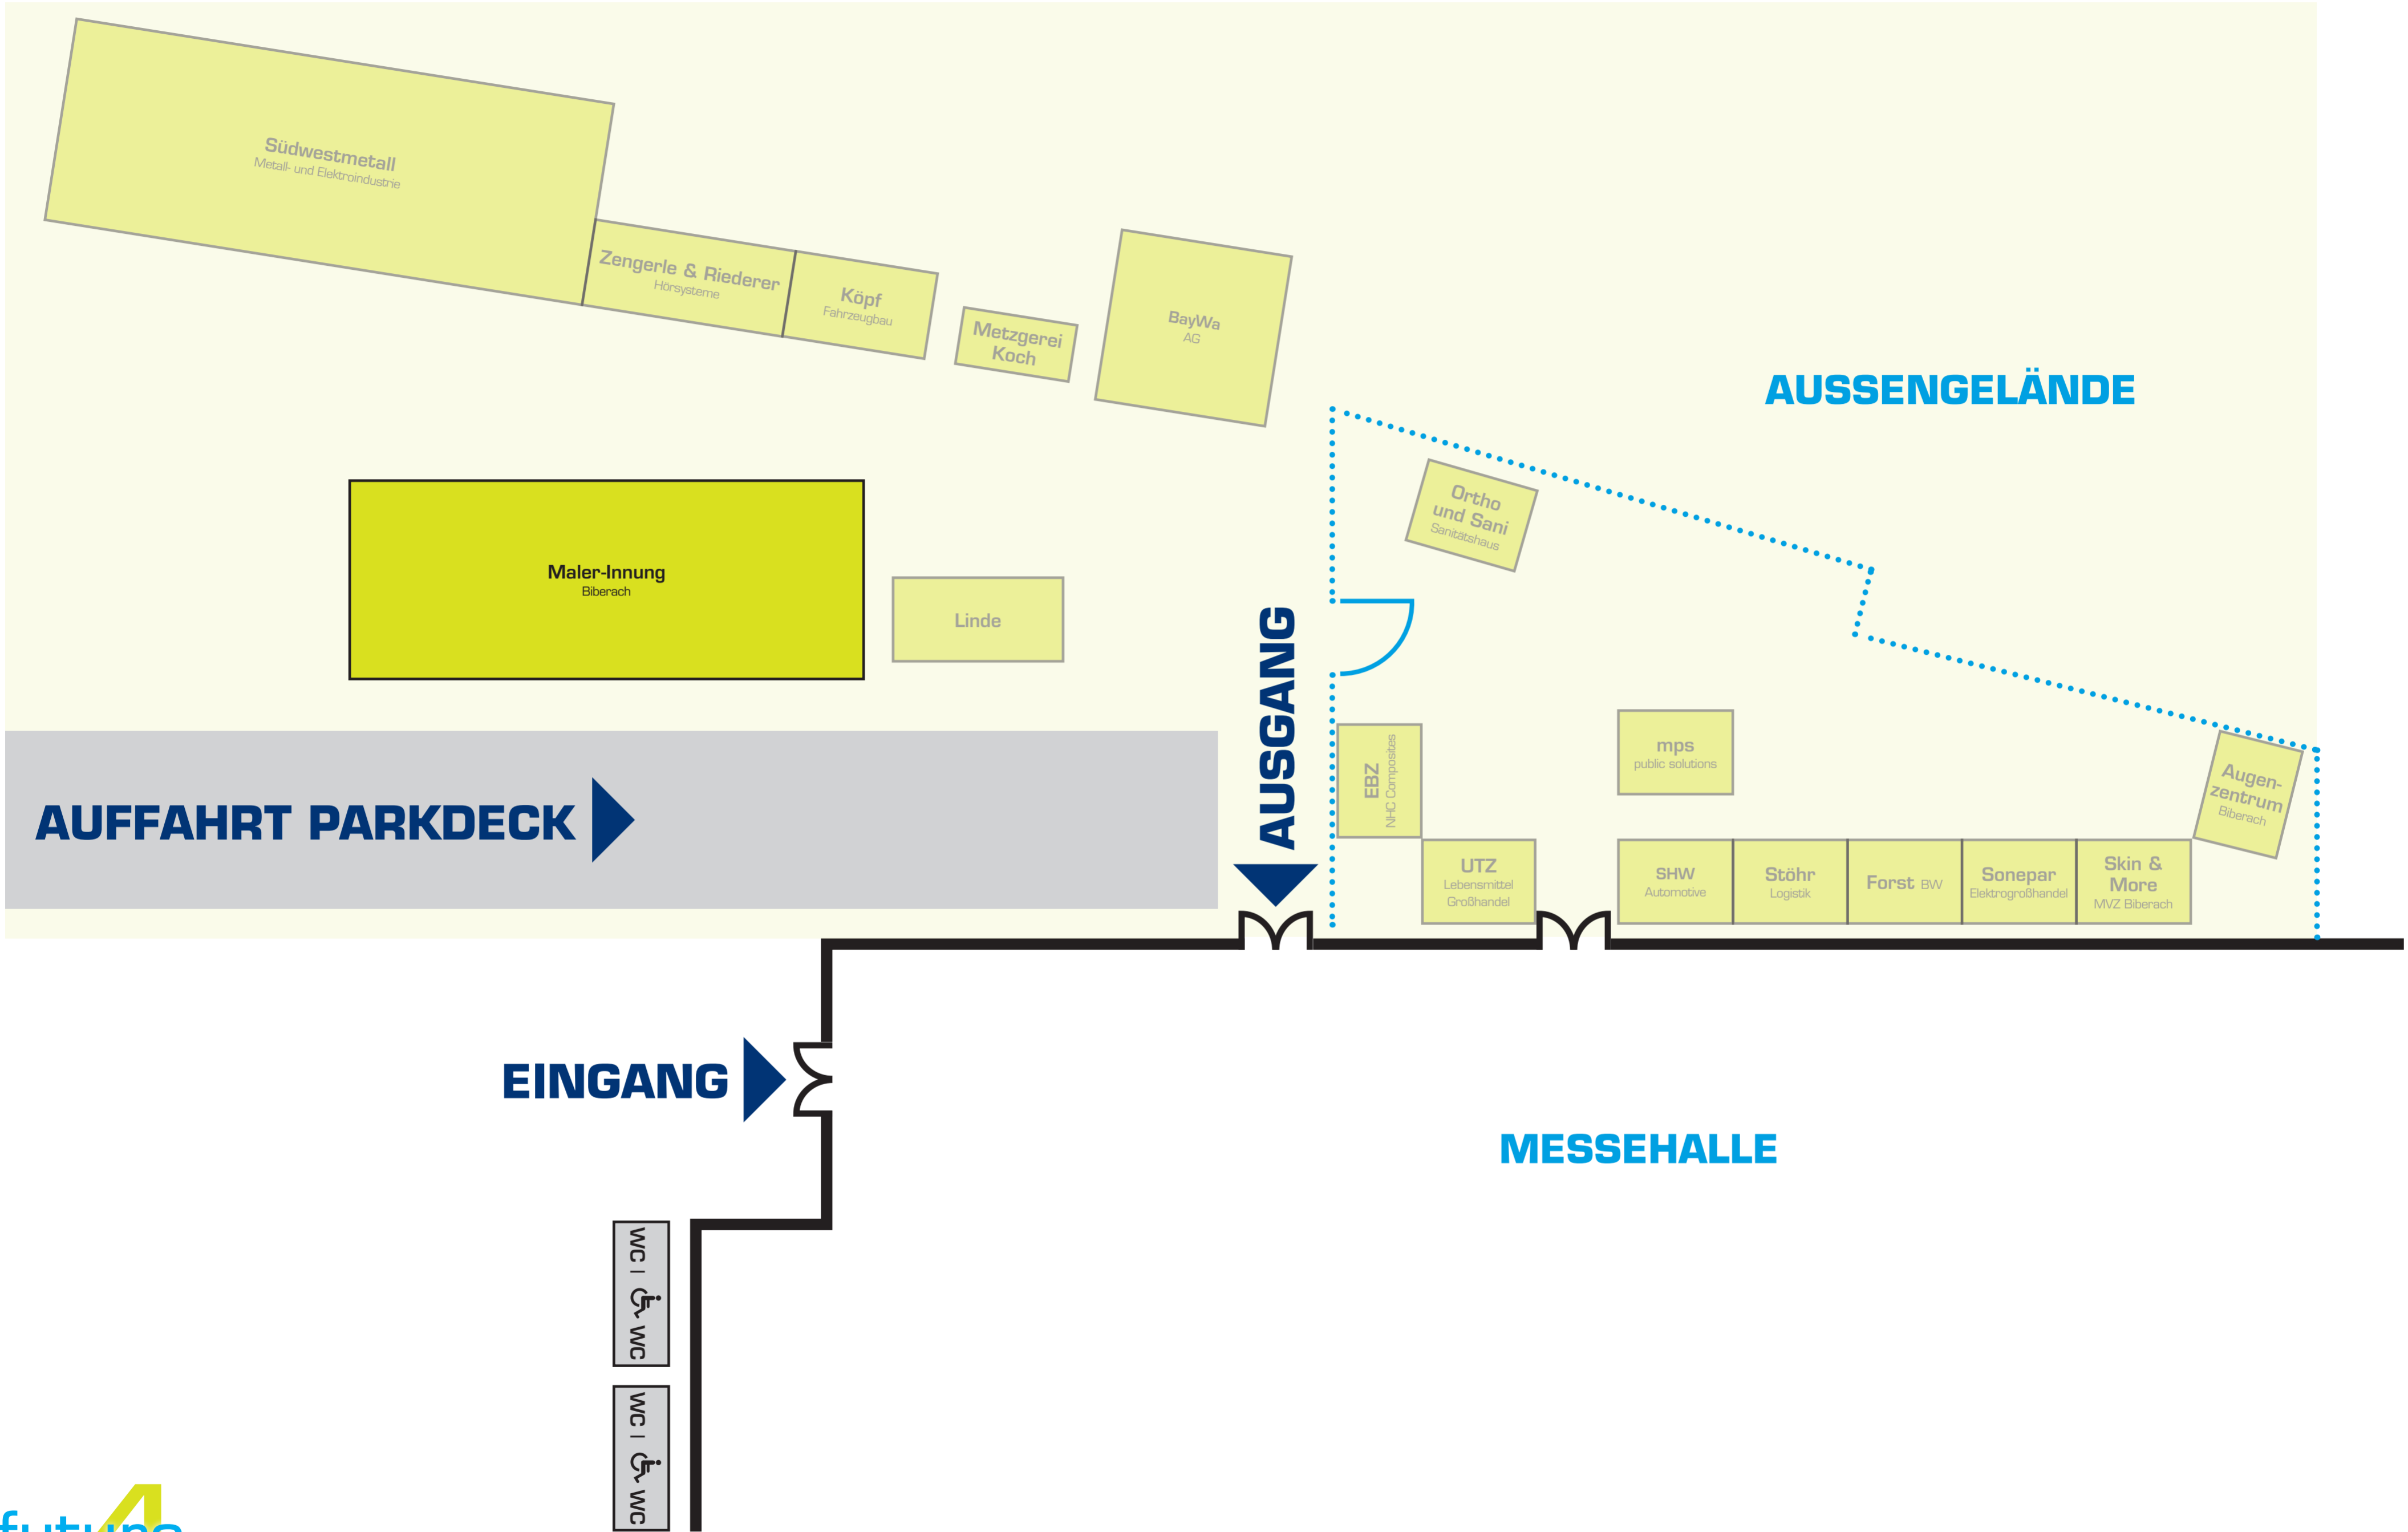 Südwestmetall
Metall- und Elektroindustrie
Zengerle & Riederer
Hörsysteme
Köpf
Fahrzeugbau
Metzgerei
Koch
BayWa
AG
AUSSENGELÄNDE
Ortho
und Sani
Sanitätshaus
Maler-Innung
Biberach
Linde
AUSGANG
EBZ
NHC Composites
mps
public solutions
Augen-
zentrum
Biberach
AUFFAHRT PARKDECK
UTZ
Lebensmittel
Großhandel
SHW
Automotive
Stöhr
Logistik
Forst BW
Sonepar
Elektrogroßhandel
Skin &
More
MVZ Biberach
EINGANG
MESSEHALLE
WC | WC
WC | WC
future
4